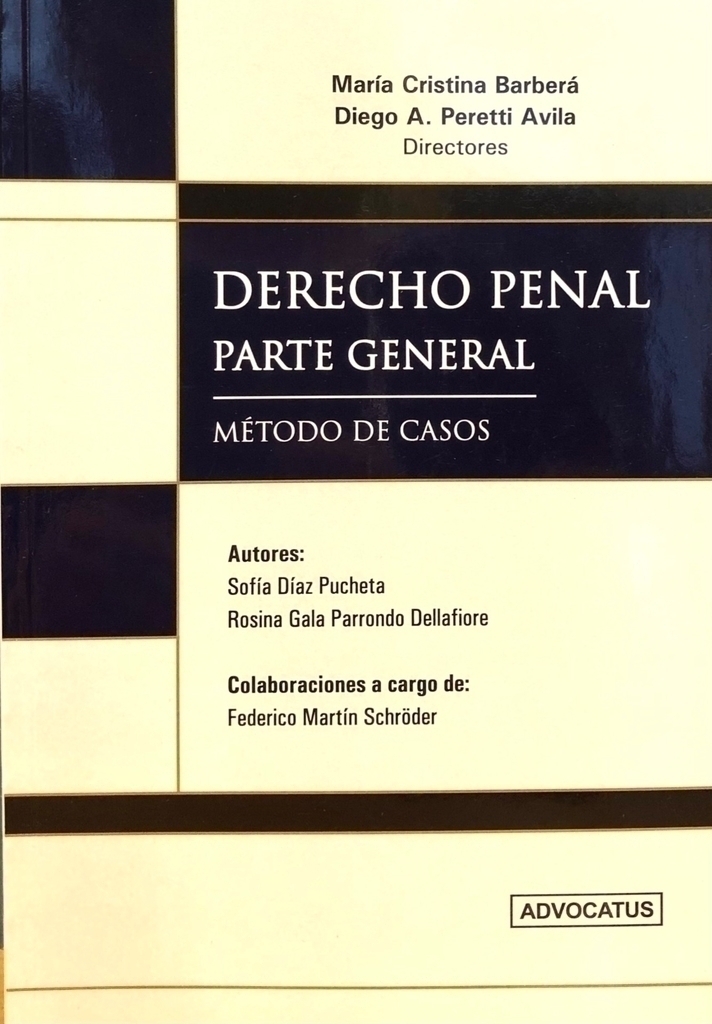 María Cristina Barberá
Diego A. Peretti Avila
Directores
DERECHO PENAL
PARTE GENERAL
MÉTODO DE CASOS
Autores:
Sofía Díaz Pucheta
Rosina Gala Parrondo Dellafiore
Colaboraciones a cargo de:
Federico Martín Schröder
ADVOCATUS